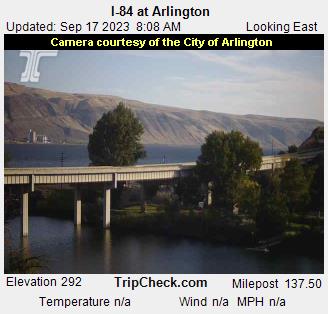 I-84 at Arlington
Updated: Sep 17 2023 8:08 AM Looking East
Camera courtesy of the City of Arlington
Elevation 292 TripCheck.com Milepost 137.50
Temperature n/a Wind n/a MPH n/a